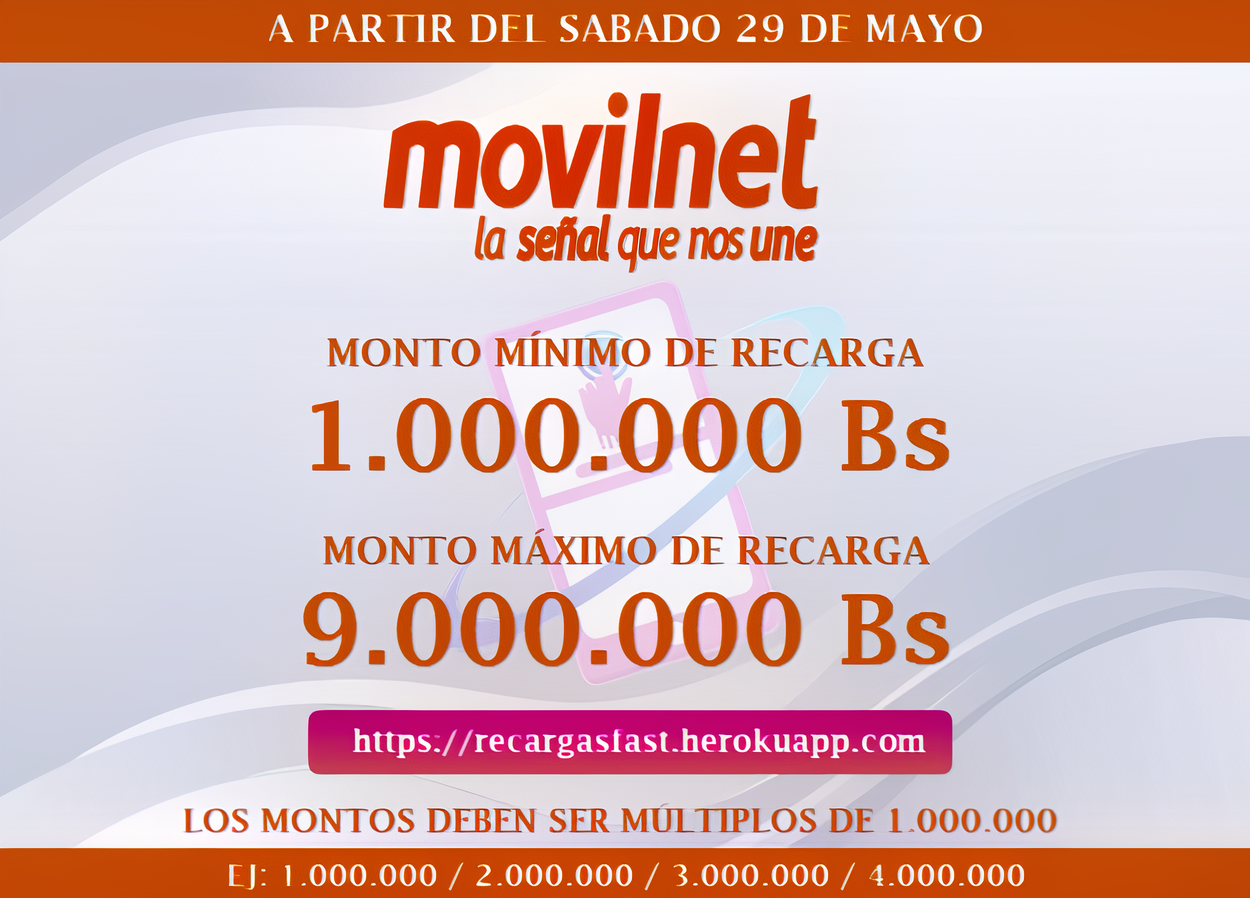 A PARTIR DEL SABADO 29 DE MAYO
movilnet
la señal que nos une
MONTO MÍNIMO DE RECARGA
1.000.000 Bs
MONTO MÁXIMO DE RECARGA
9.000.000 Bs
https://recargasfast.herokuapp.com
LOS MONTOS DEBEN SER MÚLTIPLOS DE 1.000.000
EJ: 1.000.000 / 2.000.000 / 3.000.000 / 4.000.000